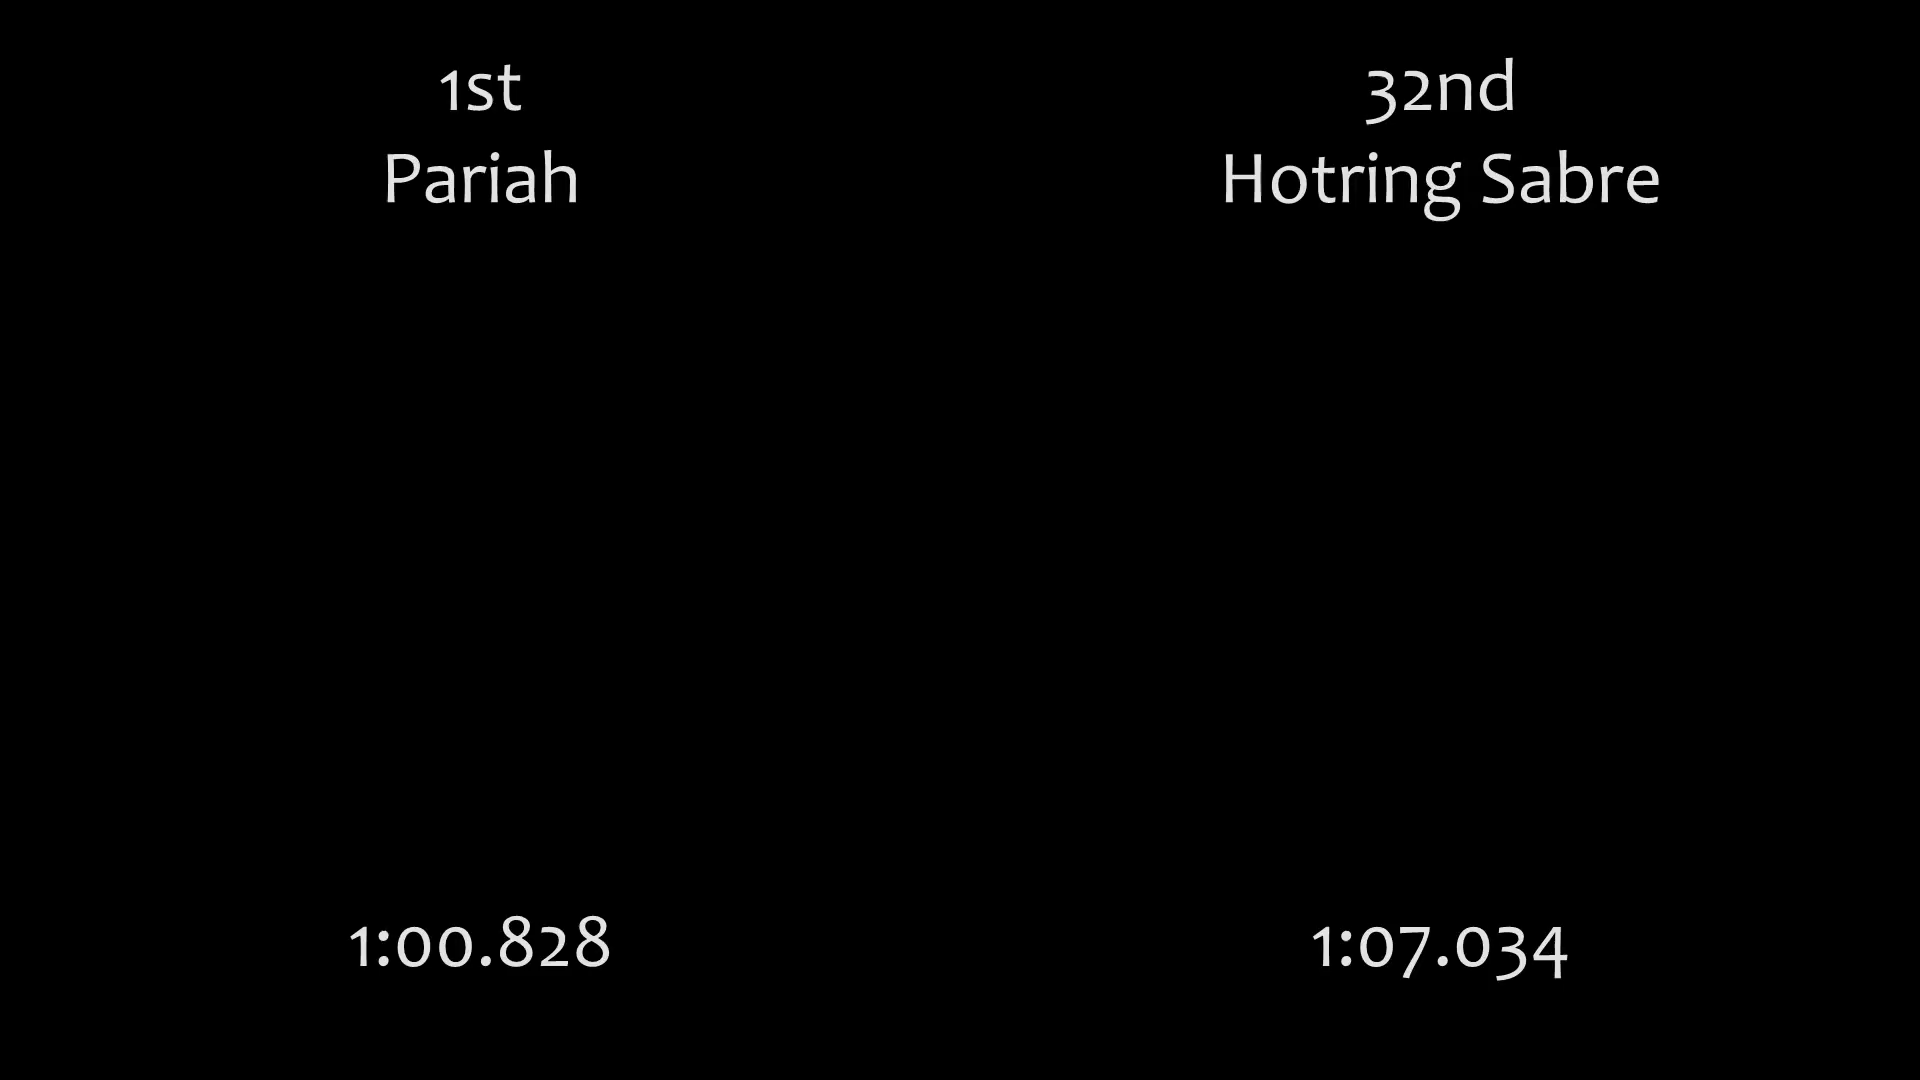 1st
Pariah
1:00.828
32nd
Hotring Sabre
1:07.034